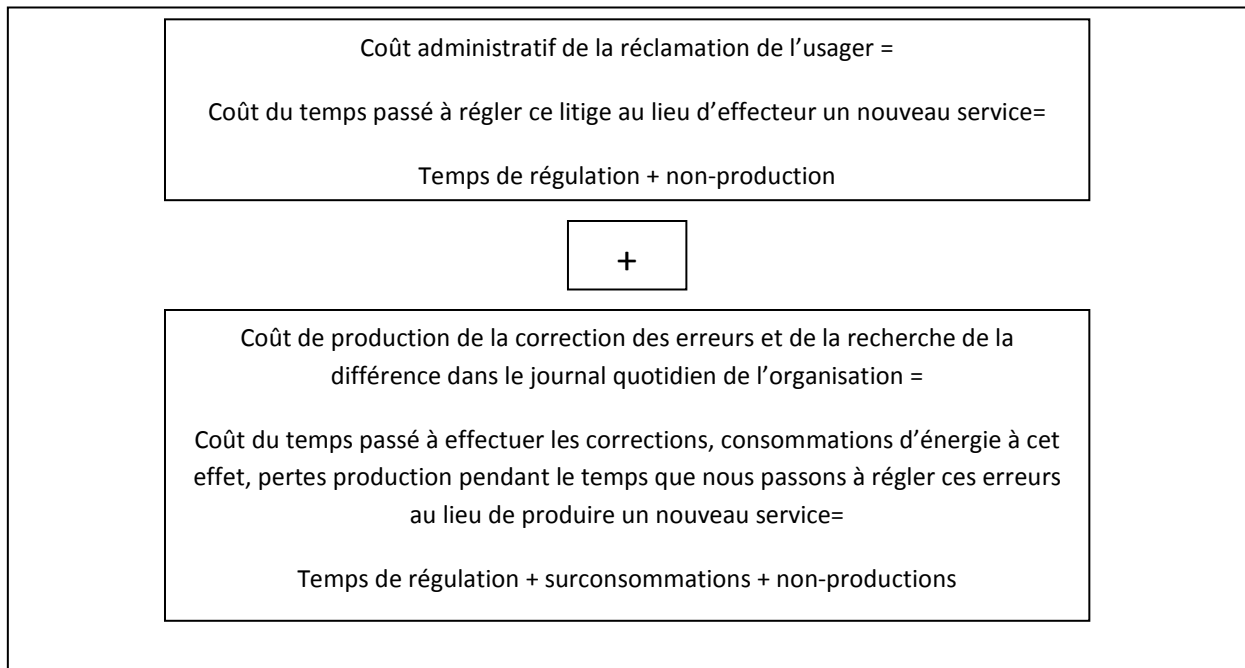 Coût administratif de la réclamation de l’usager =
Coût du temps passé à régler ce litige au lieu d’effecteur un nouveau service=
Temps de régulation + non-production
+
Coût de production de la correction des erreurs et de la recherche de la
différence dans le journal quotidien de l’organisation =
Coût du temps passé à effectuer les corrections, consommations d’énergie à cet
effet, pertes production pendant le temps que nous passons à régler ces erreurs
au lieu de produire un nouveau service=
Temps de régulation + surconsommations + non-productions